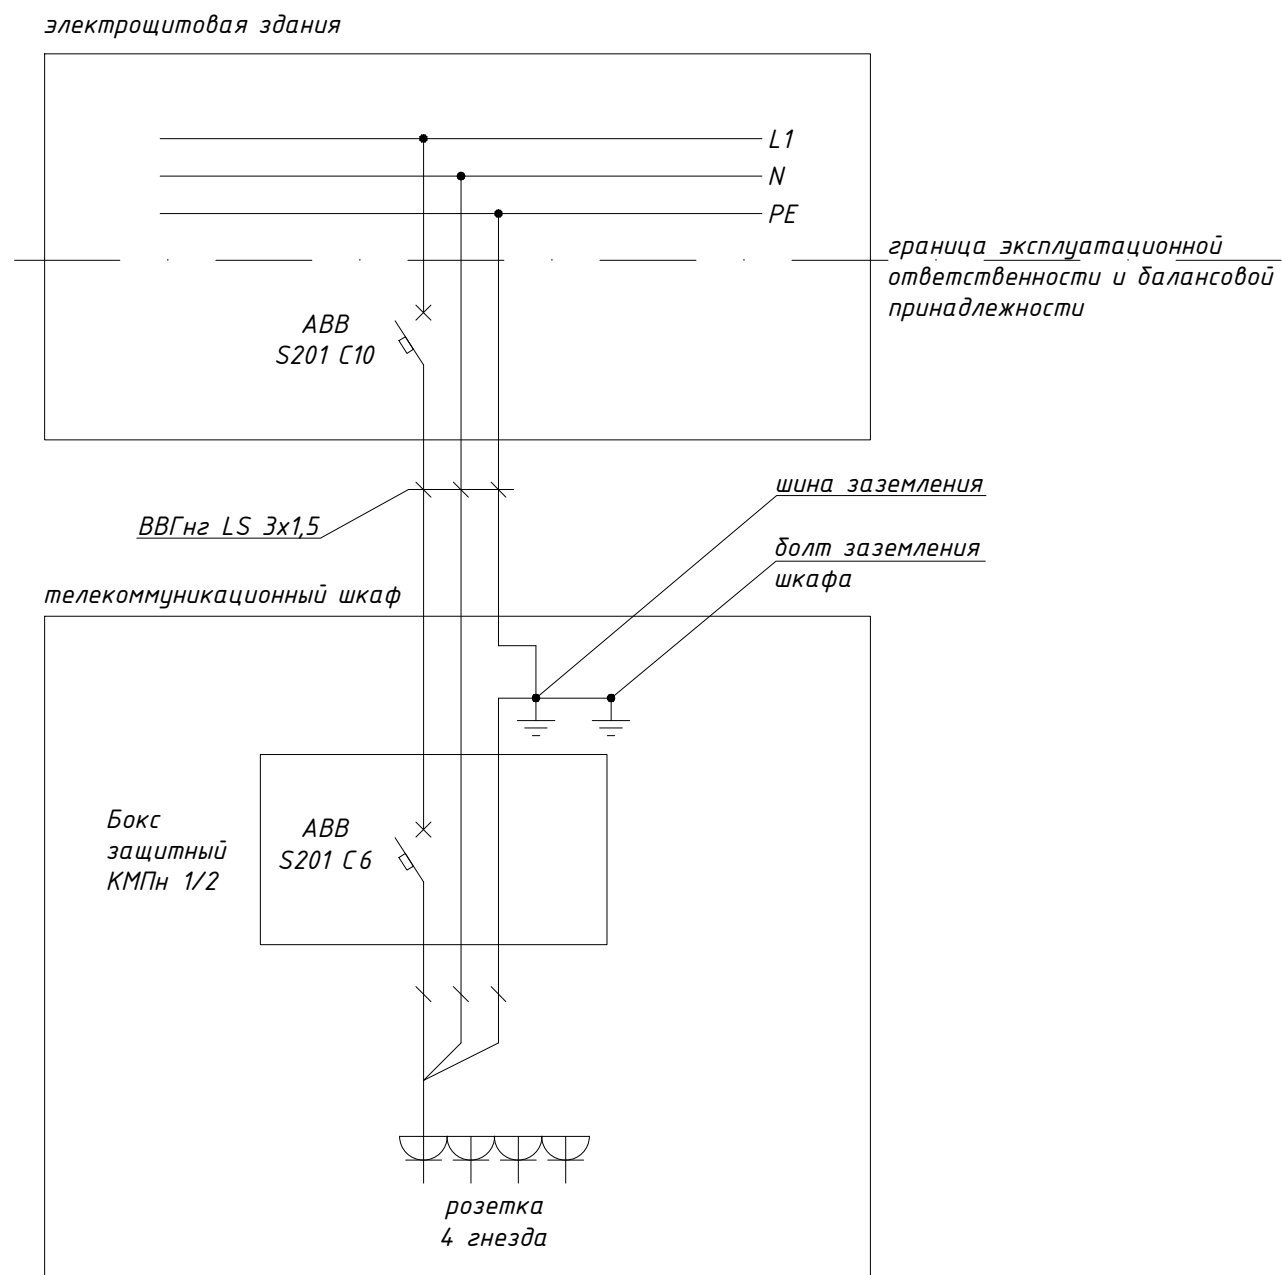 электрощитовая здания
L1
N
PE
граница эксплуатационной
ответственности и балансовой
принадлежности
ABB
S201 C10
шина заземления
ВВГнг LS 3х1,5
болт заземления
шкафа
телекоммуникационный шкаф
Бокс
защитный
КМПн 1/2
ABB
S201 C6
розетка
4 гнезда